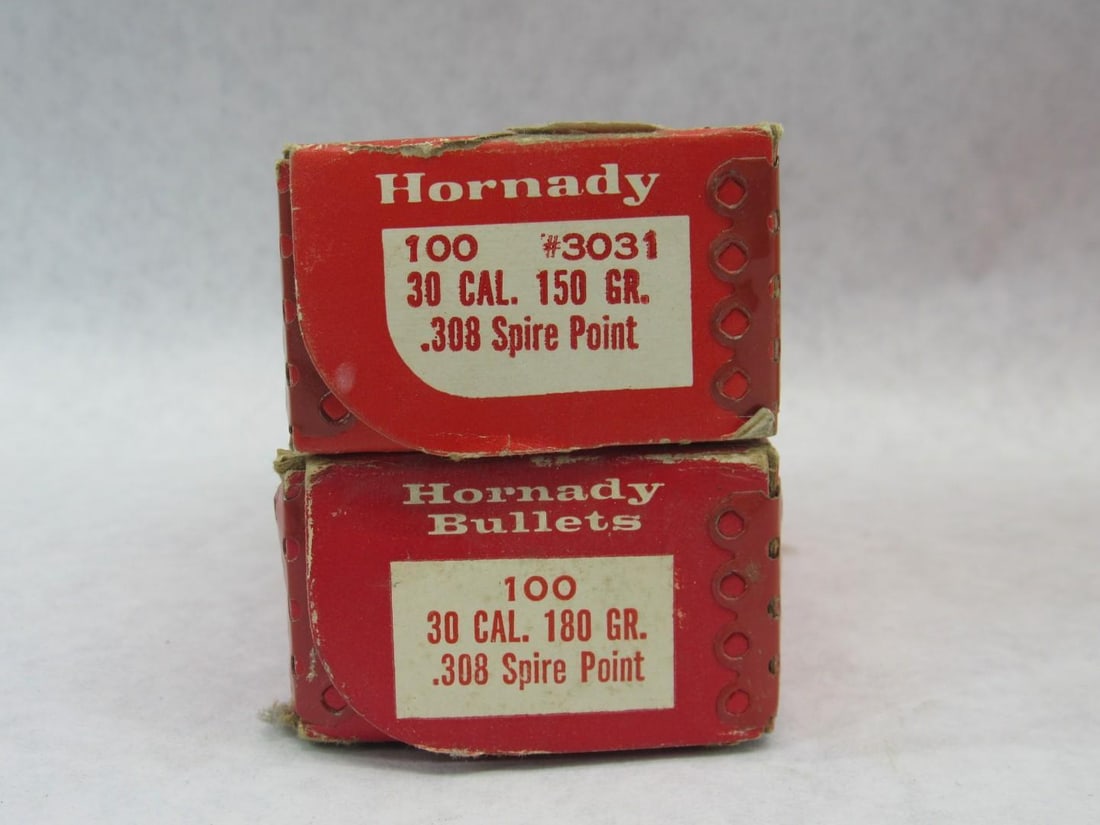 Hornady
100 #3031
30 CAL. 150 GR.
.308 Spire Point
Hornady
Bullets
100
30 CAL. 180 GR.
.308 Spire Point